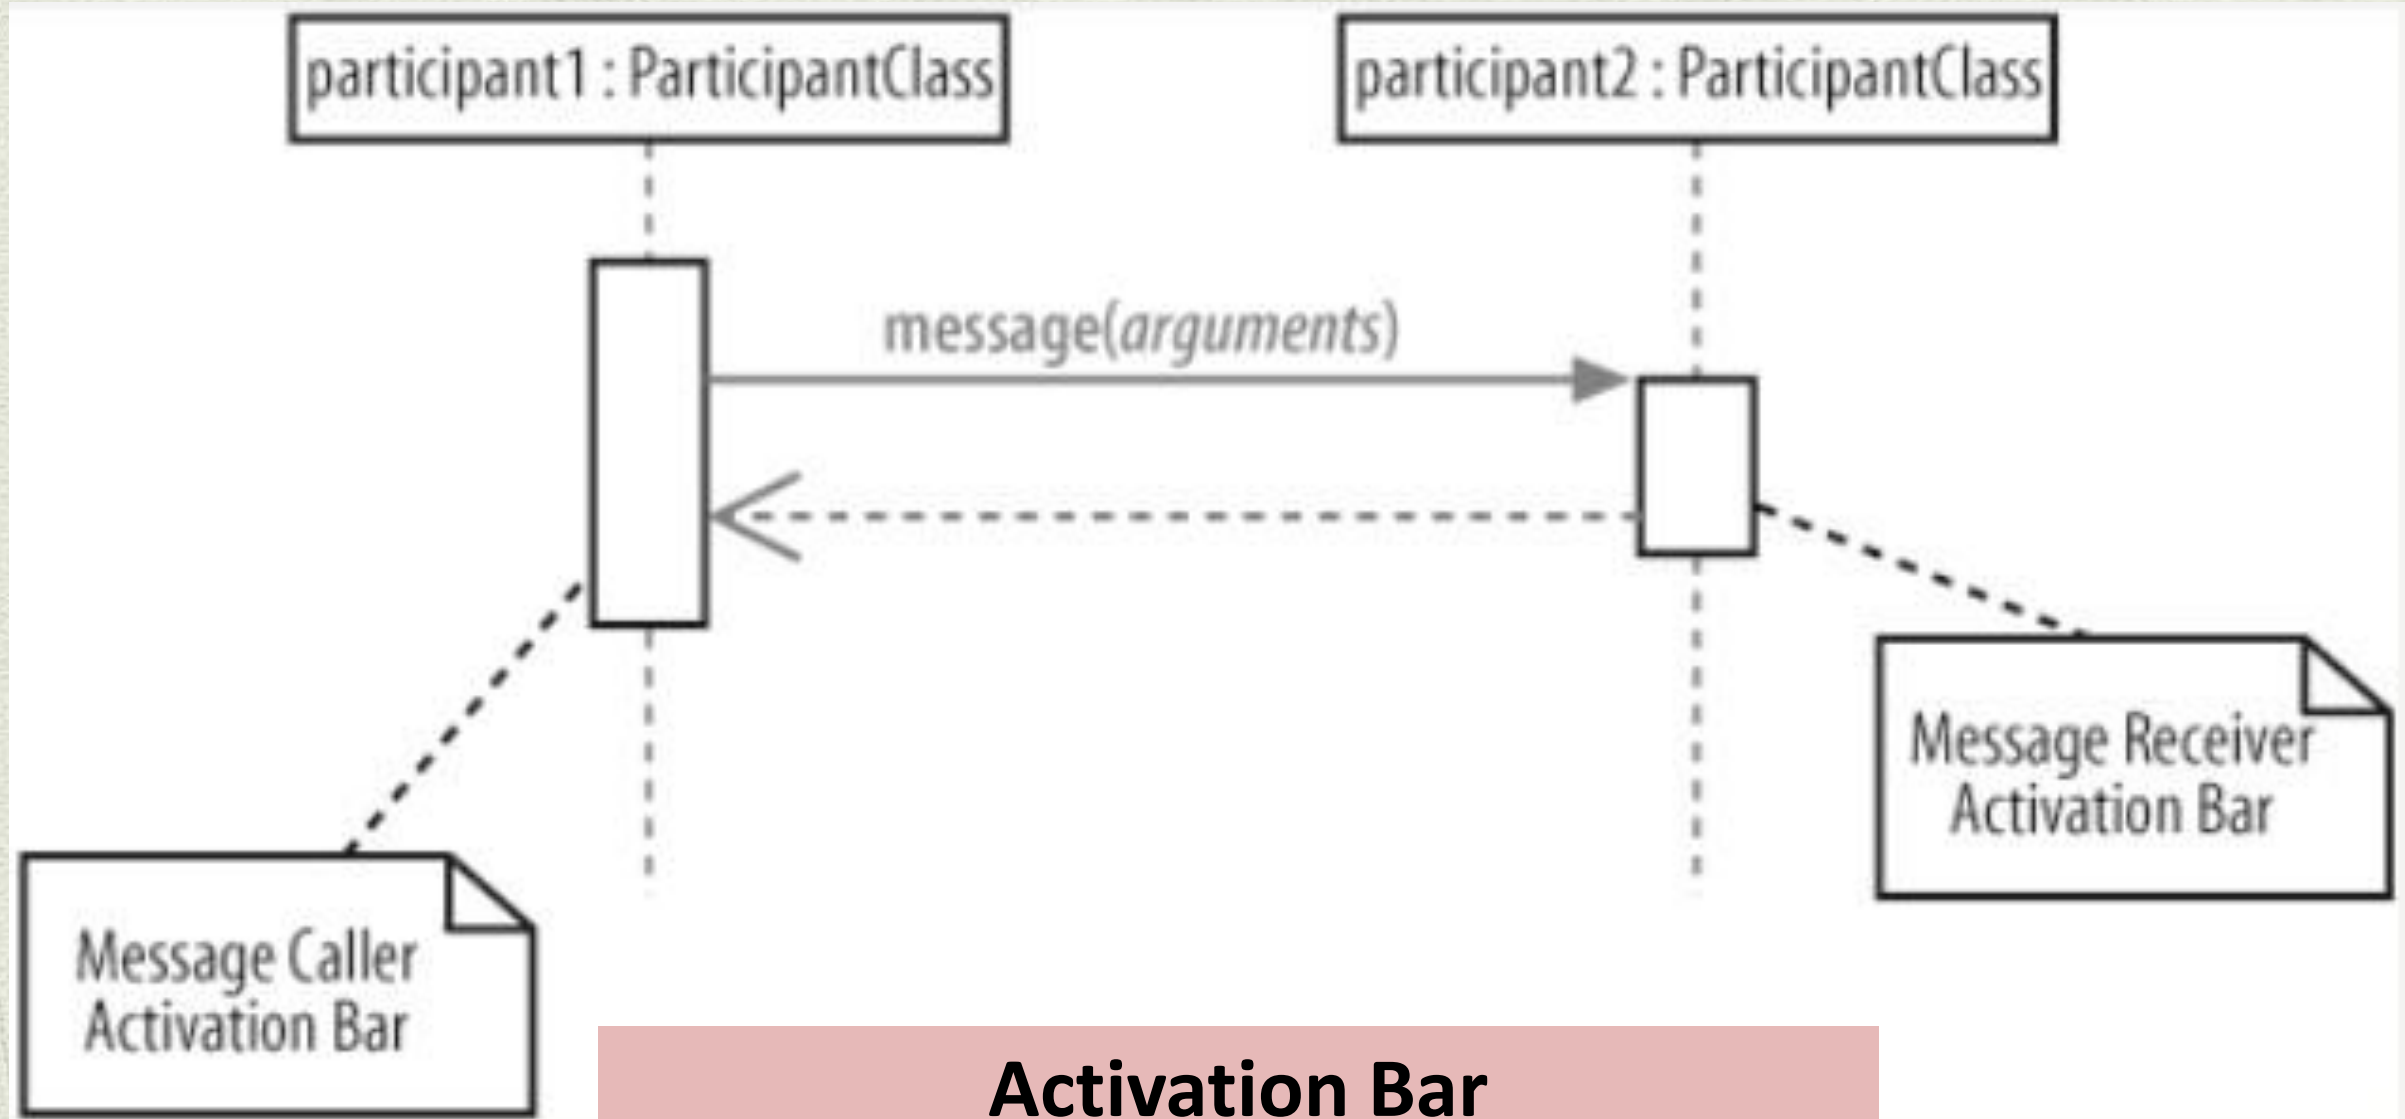 participant1 : ParticipantClass
participant2 : ParticipantClass
message(arguments)
Message Receiver
Activation Bar
Message Caller
Activation Bar
Activation Bar